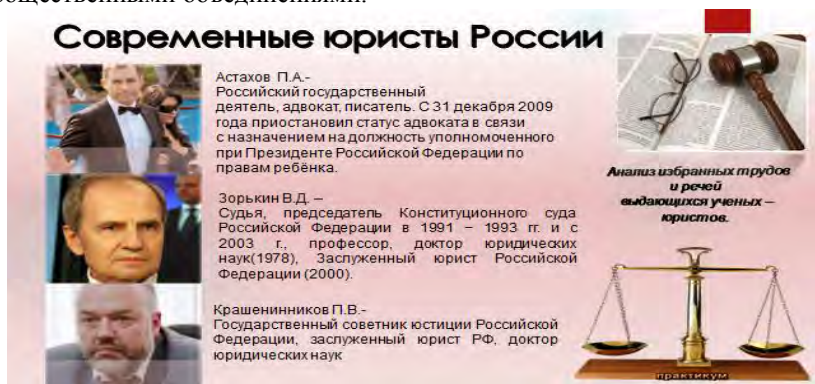 общественными объединениями.
Современные юристы России
Астахов П.А.-
Российский государственный
деятель, адвокат, писатель. С 31 декабря 2009
года приостановил статус адвоката в связи
с назначением на должность уполномоченного
при Президенте Российской Федерации по
правам ребёнка.
Зорькин В.Д. –
Судья, председатель Конституционного суда
Российской Федерации в 1991 – 1993 гг. и с
2003 г., профессор, доктор юридических
наук(1978), Заслуженный юрист Российской
Федерации (2000).
Крашенинников П.В.-
Государственный советник юстиции Российской
Федерации, заслуженный юрист РФ, доктор
юридических наук
Анализ избранных трудов
и речей
выдающихся ученых –
юристов.
практикум